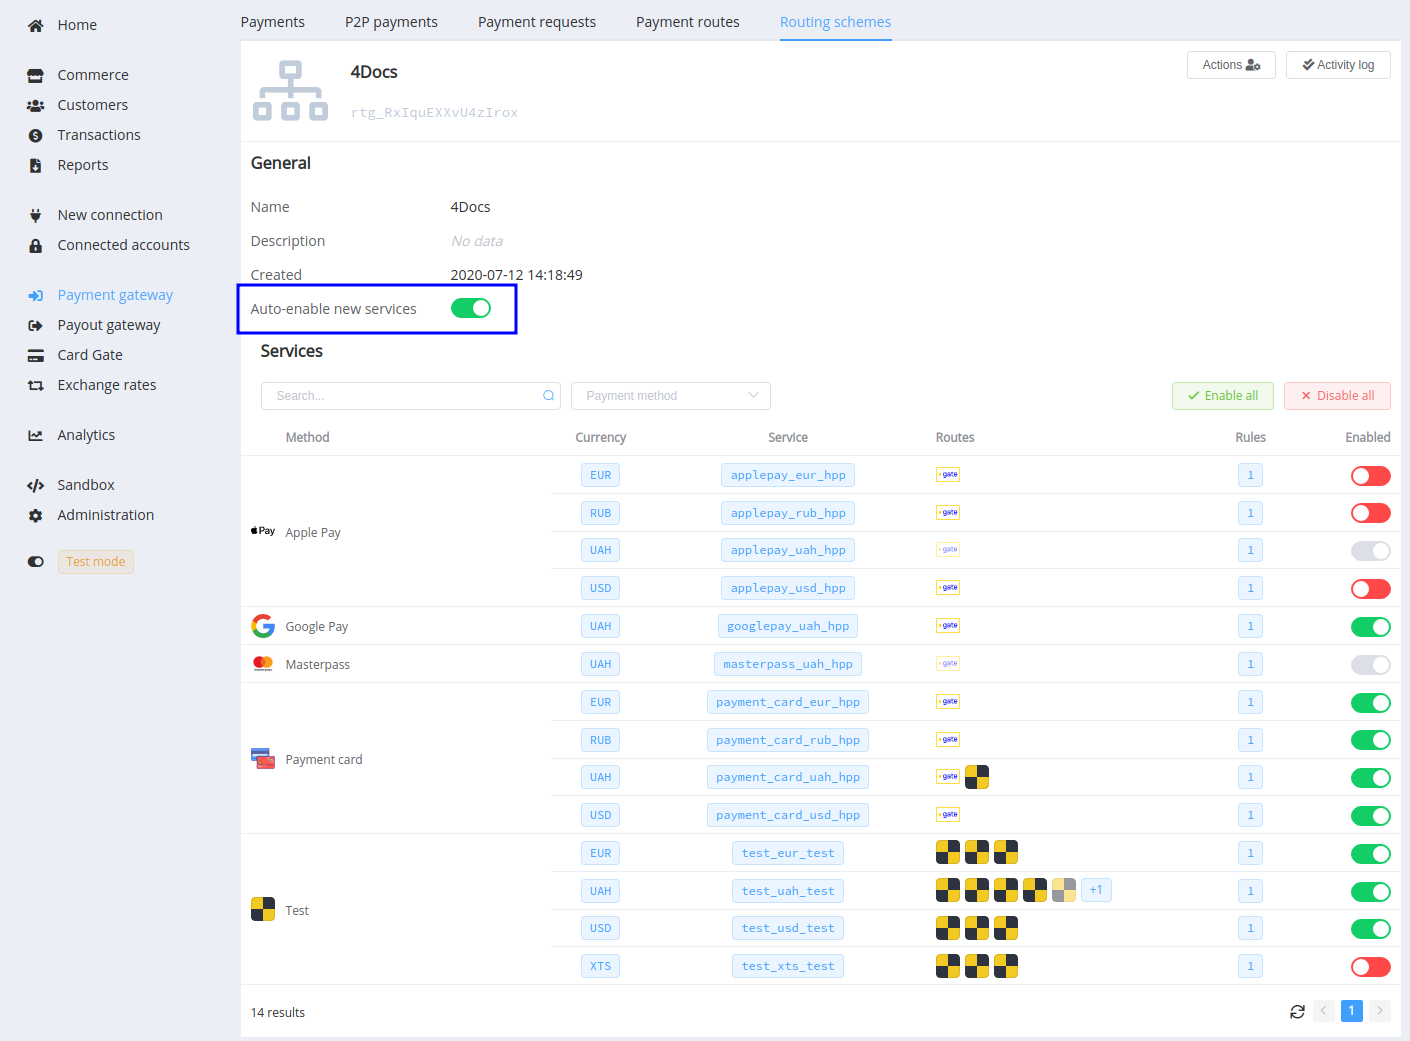 Home
Commerce
Customers
Transactions
Reports
New connection
Connected accounts
Payment gateway
Payout gateway
Card Gate
Exchange rates
Analytics
Sandbox
Administration
Test mode
Payments P2P payments Payment requests Payment routes Routing schemes
4Docs
rtg_RxIquEXXvU4zIrox
Actions Activity log
General
Name 4Docs
Description No data
Created 2020-07-12 14:18:49
Auto-enable new services
Services
Search... Payment method Enable all Disable all
Method Currency Service Routes Rules Enabled
Pay Apple Pay
EUR applepay_eur_hpp gate 1
RUB applepay_rub_hpp gate 1
UAH applepay_uah_hpp gate 1
USD applepay_usd_hpp gate 1
Google Pay UAH googlepay_uah_hpp gate 1
Masterpass UAH masterpass_uah_hpp gate 1
Payment card
EUR payment_card_eur_hpp gate 1
RUB payment_card_rub_hpp gate 1
UAH payment_card_uah_hpp gate 1
USD payment_card_usd_hpp gate 1
Test
EUR test_eur_test 1
UAH test_uah_test +1 1
USD test_usd_test 1
XTS test_xts_test 1
14 results 1